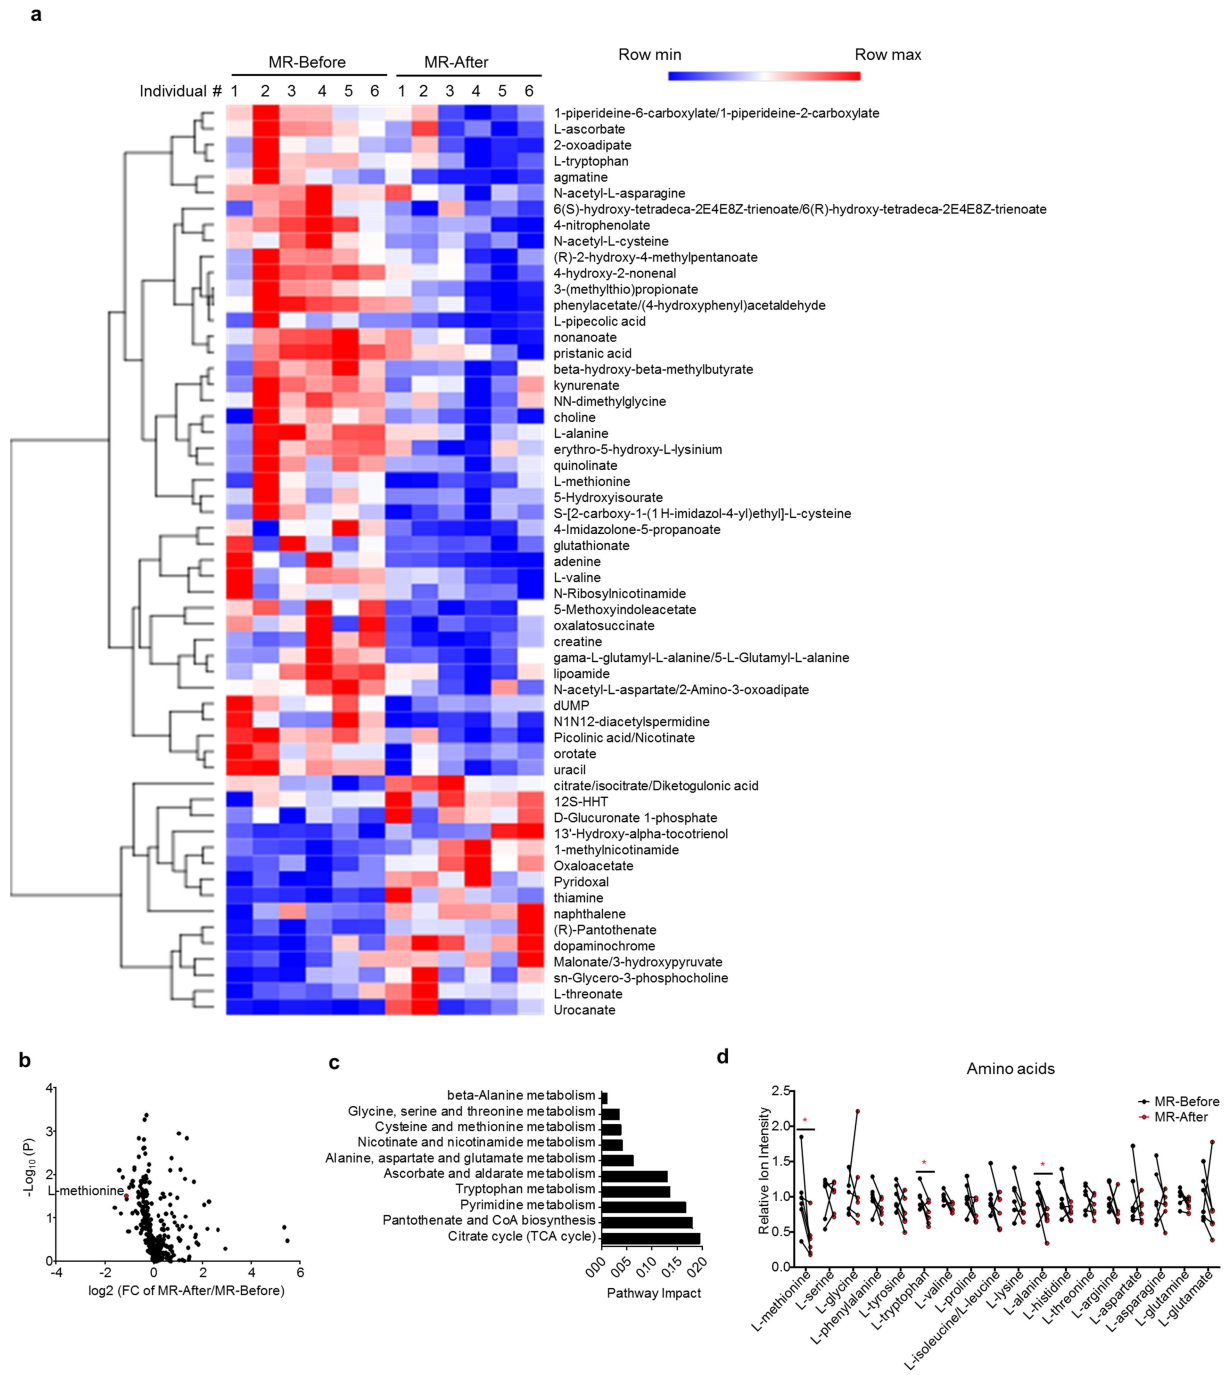 a
Row min Row max
MR-Before MR-After
Individual # 1 2 3 4 5 6 1 2 3 4 5 6
1-piperideine-6-carboxylate/1-piperideine-2-carboxylate
L-ascorbate
2-oxoadipate
L-tryptophan
agmatine
N-acetyl-L-asparagine
6(S)-hydroxy-tetradeca-2E4E8Z-trienoate/6(R)-hydroxy-tetradeca-2E4E8Z-trienoate
4-nitrophenolate
N-acetyl-L-cysteine
(R)-2-hydroxy-4-methylpentanoate
4-hydroxy-2-nonenal
3-(methylthio)propionate
phenylacetate/(4-hydroxyphenyl)acetaldehyde
L-pipecolic acid
nonanoate
pristanic acid
beta-hydroxy-beta-methylbutyrate
kynurenate
NN-dimethylglycine
choline
L-alanine
erythro-5-hydroxy-L-lysinium
quinolinate
L-methionine
5-Hydroxyisourate
S-[2-carboxy-1-(1H-imidazol-4-yl)ethyl]-L-cysteine
4-Imidazolone-5-propanoate
glutathionate
adenine
L-valine
N-Ribosylnicotinamide
5-Methoxyindoleacetate
oxalatosuccinate
creatine
gama-L-glutamyl-L-alanine/5-L-Glutamyl-L-alanine
lipoamide
N-acetyl-L-aspartate/2-Amino-3-oxoadipate
dUMP
N1N12-diacetylspermidine
Picolinic acid/Nicotinate
orotate
uracil
citrate/isocitrate/Diketogulonic acid
12S-HHT
D-Glucuronate 1-phosphate
13'-Hydroxy-alpha-tocotrienol
1-methylnicotinamide
Oxaloacetate
Pyridoxal
thiamine
naphthalene
(R)-Pantothenate
dopaminochrome
Malonate/3-hydroxypyruvate
sn-Glycero-3-phosphocholine
L-threonate
Urocanate
b
-Log10 (P)
4
3
2
1
0
L-methionine
-4 -2 0 2 4 6
log2 (FC of MR-After/MR-Before)
c
beta-Alanine metabolism
Glycine, serine and threonine metabolism
Cysteine and methionine metabolism
Nicotinate and nicotinamide metabolism
Alanine, aspartate and glutamate metabolism
Ascorbate and aldarate metabolism
Tryptophan metabolism
Pyrimidine metabolism
Pantothenate and CoA biosynthesis
Citrate cycle (TCA cycle)
000 005 0.10 0.15 020
Pathway Impact
d
Amino acids
MR-Before
MR-After
Relative Ion Intensity
2.5
2.0
1.5
1.0
0.5
0.0
* * *
L-methionine
L-serine
L-glycine
L-phenylalanine
L-tyrosine
L-tryptophan
L-valine
L-proline
L-isoleucine/L-leucine
L-lysine
L-alanine
L-histidine
L-threonine
L-arginine
L-aspartate
L-asparagine
L-glutamine
L-glutamate